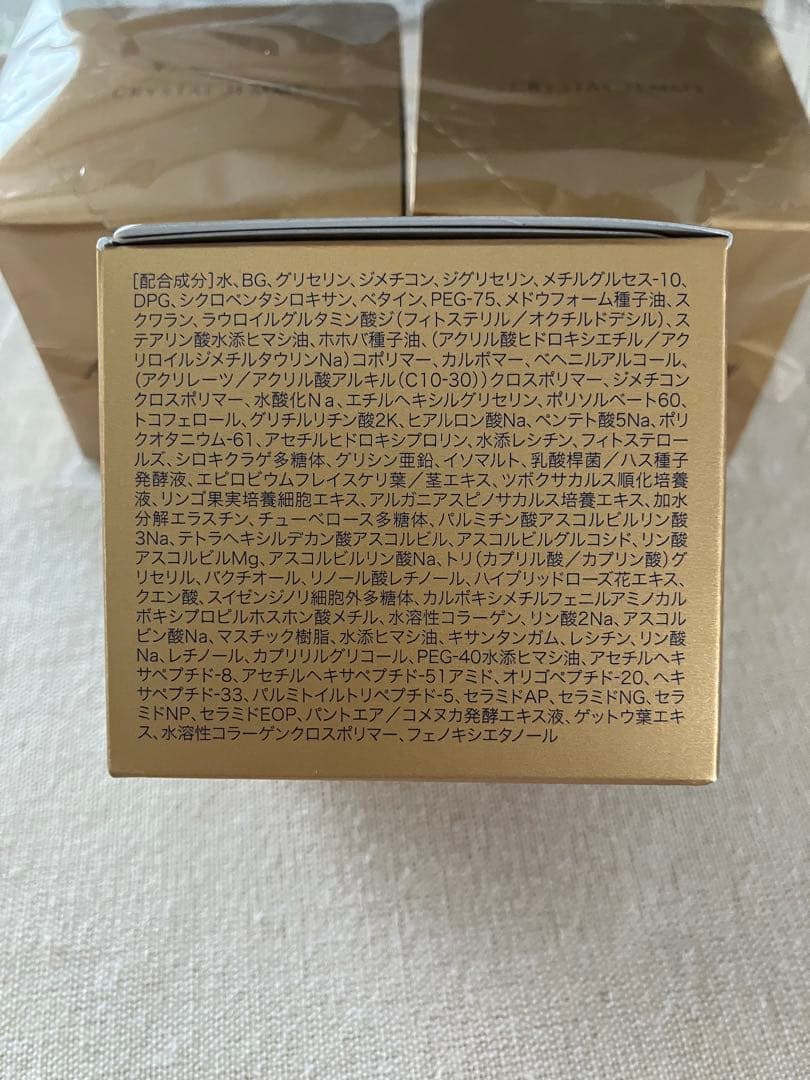 CRYSTAL
CRYSTAL
[配合成分]水、BG、グリセリン、ジメチコン、ジグリセリン、メチルグルセス-10、
DPG、シクロペンタシロキサン、ベタイン、PEG-75、メドウフォーム種子油、ス
クワラン、ラウロイルグルタミン酸ジ(フィトステリル/オクチルドデシル)、ス
テアリン酸水添ヒマシ油、ホホバ種子油、(アクリル酸ヒドロキシエチル/アク
リロイルジメチルタウリンNa)コポリマー、カルボマー、ベヘニルアルコール、
(アクリレーツ/アクリル酸アルキル(C10-30))クロスポリマー、ジメチコン
クロスポリマー、水酸化Na、エチルヘキシルグリセリン、ポリソルベート60、
トコフェロール、グリチルリチン酸2K、ヒアルロン酸Na、ペンテト酸5Na、ポリ
クオタニウム-61、アセチルヒドロキシプロリン、水添レシチン、フィトステロー
ルズ、シロキクラゲ多糖体、グリシン亜鉛、イソマルト、乳酸桿菌/ハス種子
発酵液、エピロビウムフレイスケリ葉/茎エキス、ツボクサカルス順化培養
液、リンゴ果実培養細胞エキス、アルガニアスピノサカルス培養エキス、加水
分解エラスチン、チューベロース多糖体、パルミチン酸アスコルビルリン酸
3Na、テトラヘキシルデカン酸アスコルビル、アスコルビルグルコシド、リン酸
アスコルビルMg、アスコルビルリン酸Na、トリ(カプリル酸/カプリン酸)グ
リセリル、バクチオール、リノール酸レチノール、ハイブリッドローズ花エキス、
クエン酸、スイゼンジノリ細胞外多糖体、カルボキシメチルフェニルアミノカル
ボキシプロピルホスホン酸メチル、水溶性コラーゲン、リン酸2Na、アスコル
ビン酸Na、マスチック樹脂、水添ヒマシ油、キサンタンガム、レシチン、リン酸
Na、レチノール、カプリリルグリコール、PEG-40水添ヒマシ油、アセチルヘキ
サペプチド-8、アセチルヘキサペプチド-51アミド、オリゴペプチド-20、ヘキ
サペプチド-33、パルミトイルトリペプチド-5、セラミドAP、セラミドNG、セラ
ミドNP、セラミドEOP、パントエア/コメヌカ発酵エキス液、ゲットウ葉エキ
ス、水溶性コラーゲンクロスポリマー、フェノキシエタノール